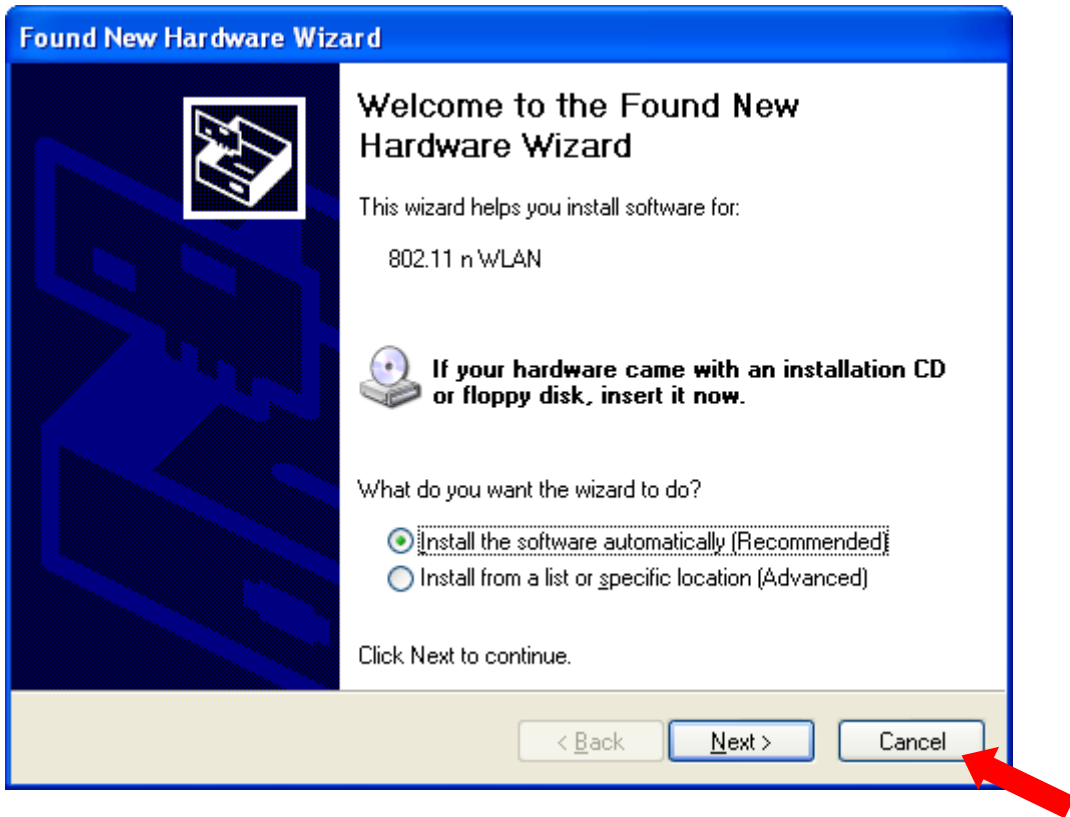 Found New Hardware Wizard
Welcome to the Found New
Hardware Wizard
This wizard helps you install software for:
802.11 n WLAN
If your hardware came with an installation CD
or floppy disk, insert it now.
What do you want the wizard to do?
Install the software automatically (Recommended)
Install from a list or specific location (Advanced)
Click Next to continue.
< Back Next > Cancel